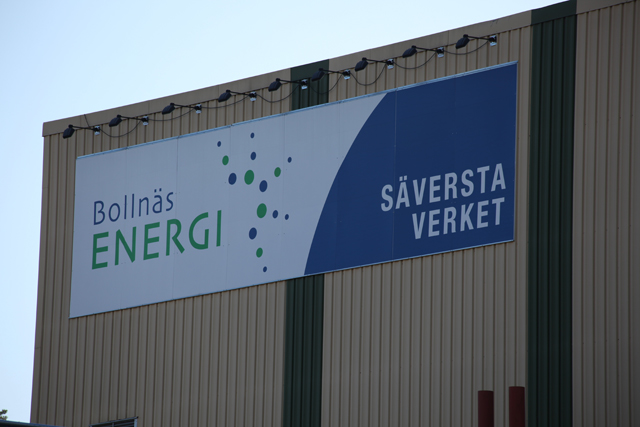 Bollnäs
ENERGI
SÄVERSTA
VERKET